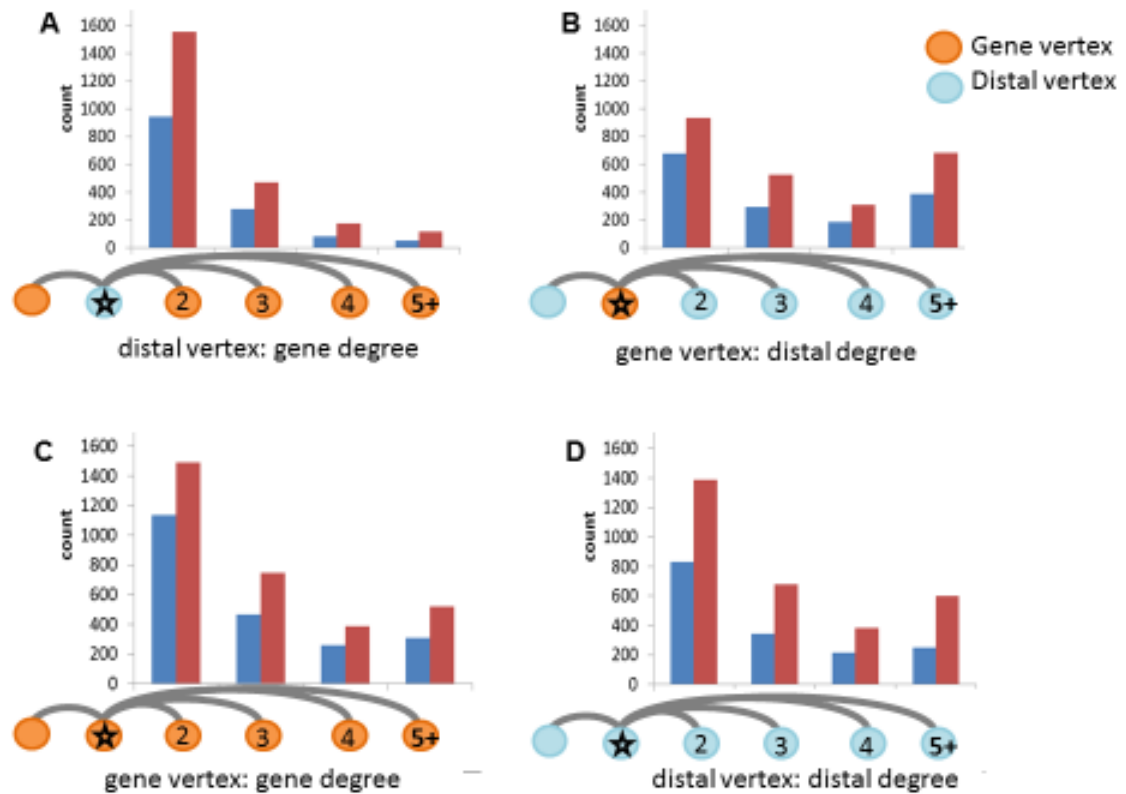 A
1600
1400
1200
1000
800
600
400
200
0
count
2 3 4 5+
distal vertex: gene degree
B
1600
1400
1200
1000
800
600
400
200
0
count
2 3 4 5+
gene vertex: distal degree
Gene vertex
Distal vertex
C
1600
1400
1200
1000
800
600
400
200
0
count
2 3 4 5+
gene vertex: gene degree
D
1600
1400
1200
1000
800
600
400
200
0
count
2 3 4 5+
distal vertex: distal degree